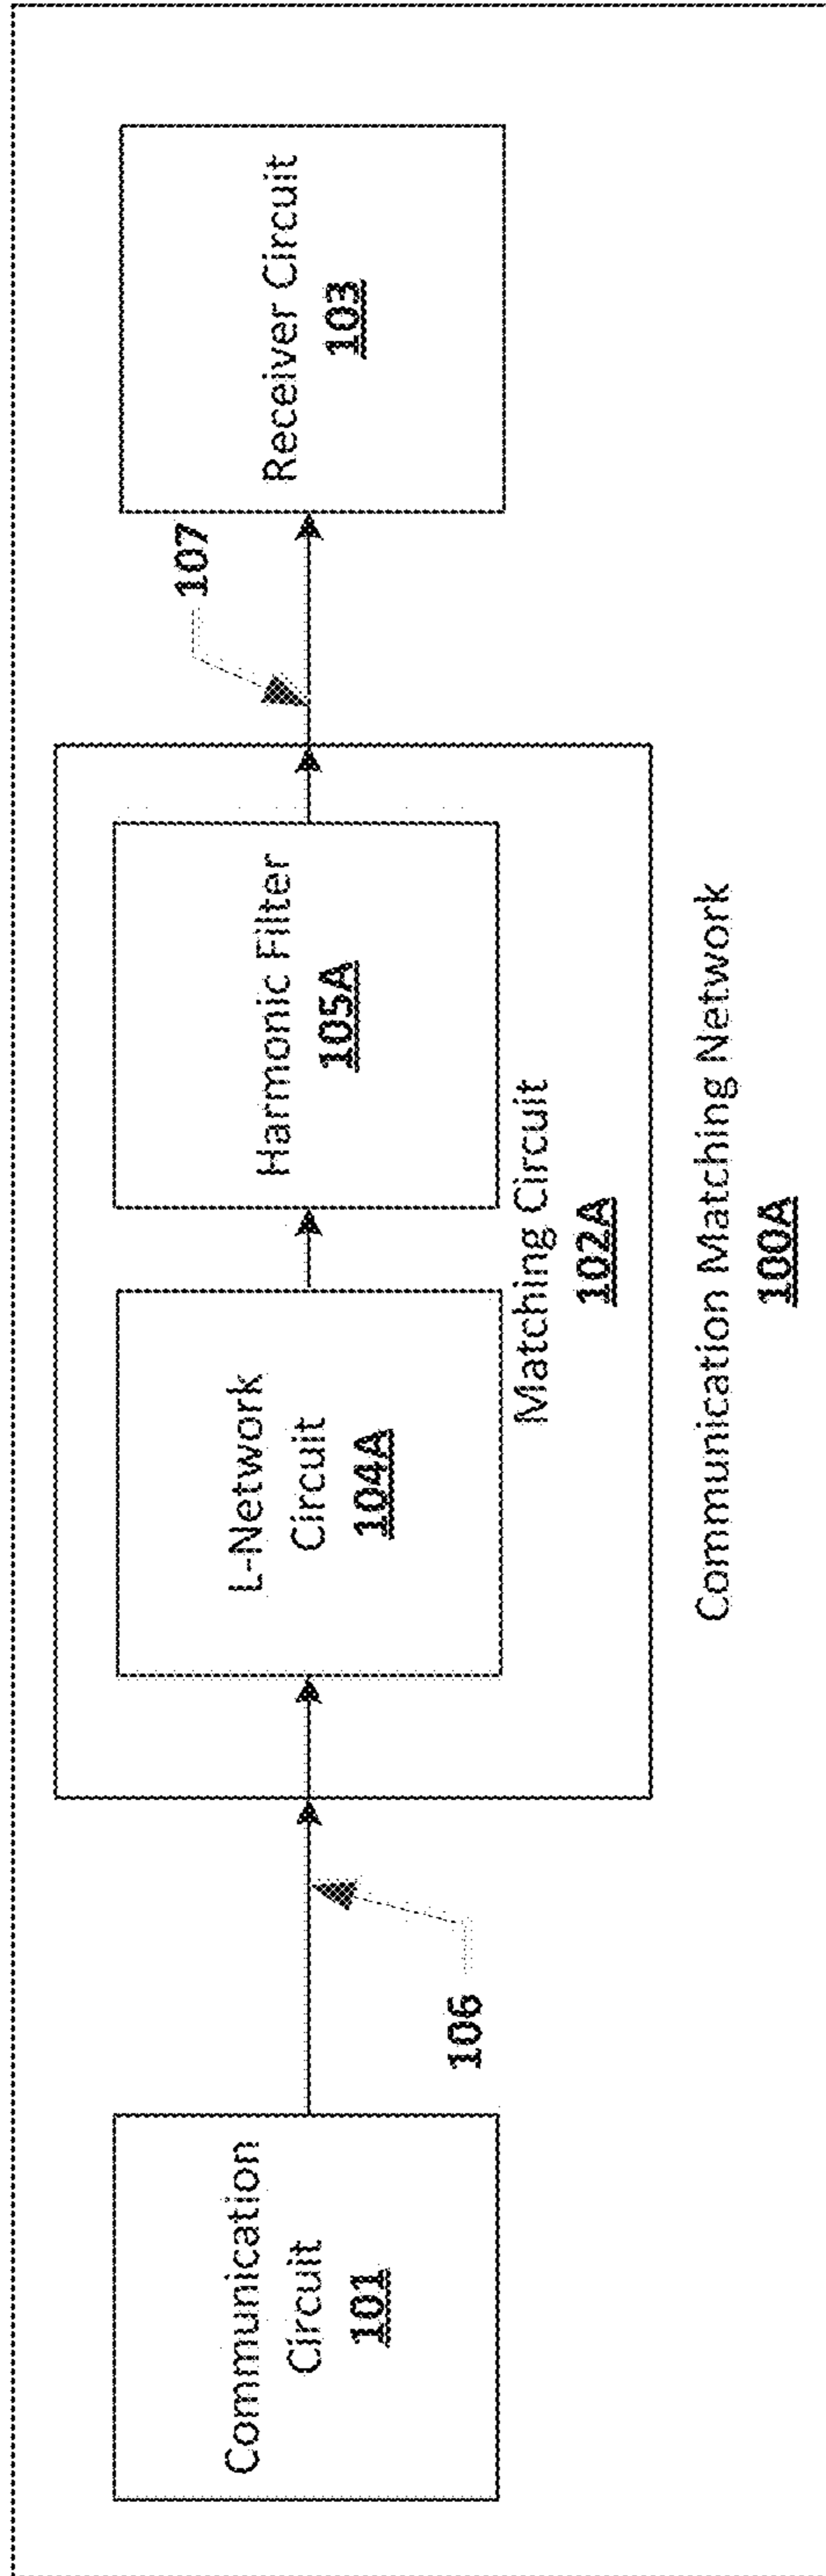 Communication
Circuit
101
106
L-Network
Circuit
104A
Harmonic Filter
105A
Matching Circuit
102A
107
Receiver Circuit
103
Communication Matching Network
100A